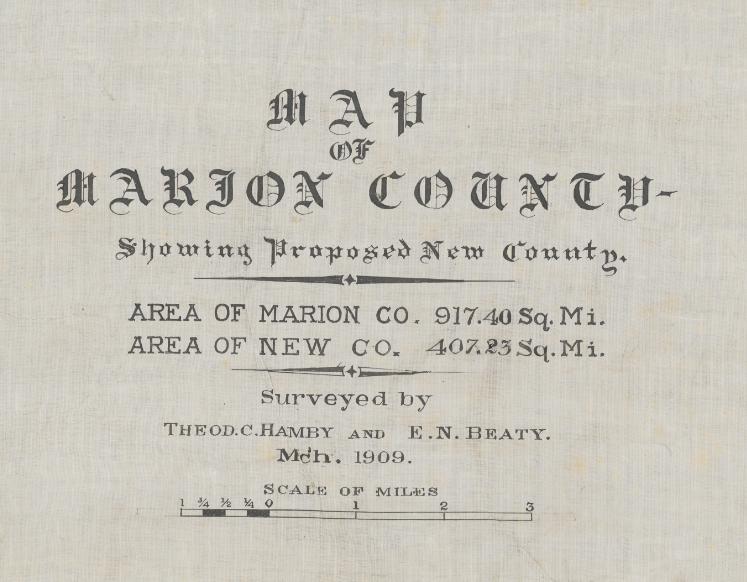 MAP
OF
MARION COUNTY-
Showing Proposed New County.
AREA OF MARION CO. 917.40 Sq. Mi.
AREA OF NEW CO. 407.23 Sq. Mi.
Surveyed by
THEOD.C.HAMBY AND E.N.BEATY.
Mch. 1909.
SCALE OF MILES
1 ¾ ½ ¼ 0 1 2 3